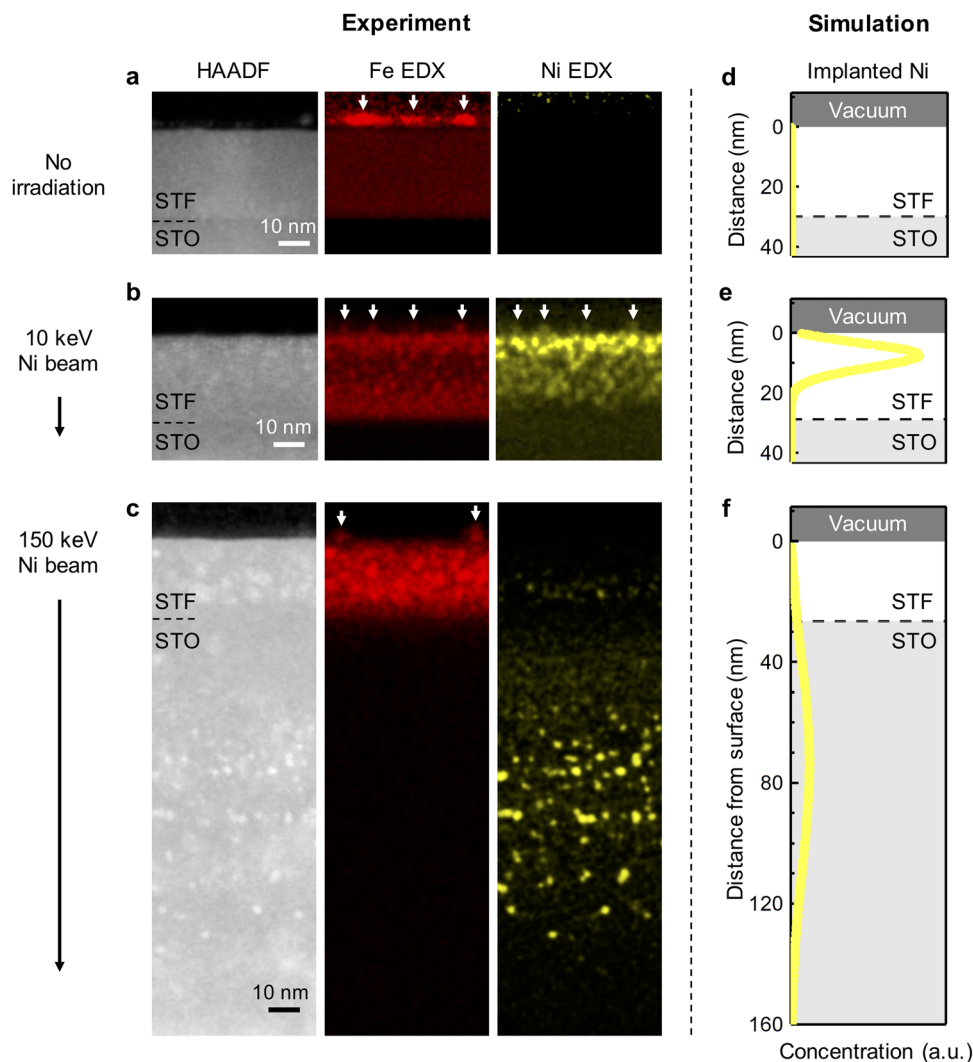 Experiment
Simulation
a
HAADF
Fe EDX
Ni EDX
d
Implanted Ni
No
irradiation
STF
STO
10 nm
Vacuum
0
20
40
Distance (nm)
STF
STO
b
10 keV
Ni beam
STF
STO
10 nm
e
Vacuum
0
20
40
Distance (nm)
STF
STO
c
150 keV
Ni beam
STF
STO
10 nm
f
Vacuum
0
40
80
120
160
Distance from surface (nm)
STF
STO
Concentration (a.u.)